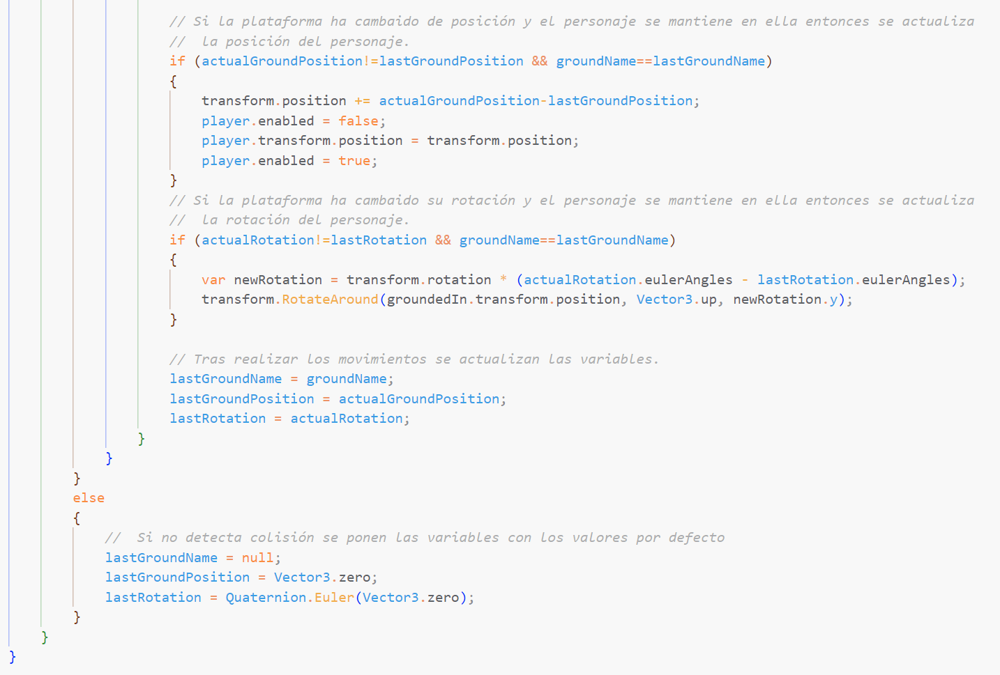 // Si la plataforma ha cambaido de posición y el personaje se mantiene en ella entonces se actualiza
//  la posición del personaje.
if (actualGroundPosition!=lastGroundPosition && groundName==lastGroundName)
{
transform.position += actualGroundPosition-lastGroundPosition;
player.enabled = false;
player.transform.position = transform.position;
player.enabled = true;
}
// Si la plataforma ha cambaido su rotación y el personaje se mantiene en ella entonces se actualiza
//  la rotación del personaje.
if (actualRotation!=lastRotation && groundName==lastGroundName)
{
var newRotation = transform.rotation * (actualRotation.eulerAngles - lastRotation.eulerAngles);
transform.RotateAround(groundedIn.transform.position, Vector3.up, newRotation.y);
}
// Tras realizar los movimientos se actualizan las variables.
lastGroundName = groundName;
lastGroundPosition = actualGroundPosition;
lastRotation = actualRotation;
}
}
}
else
{
//  Si no detecta colisión se ponen las variables con los valores por defecto
lastGroundName = null;
lastGroundPosition = Vector3.zero;
lastRotation = Quaternion.Euler(Vector3.zero);
}
}
}